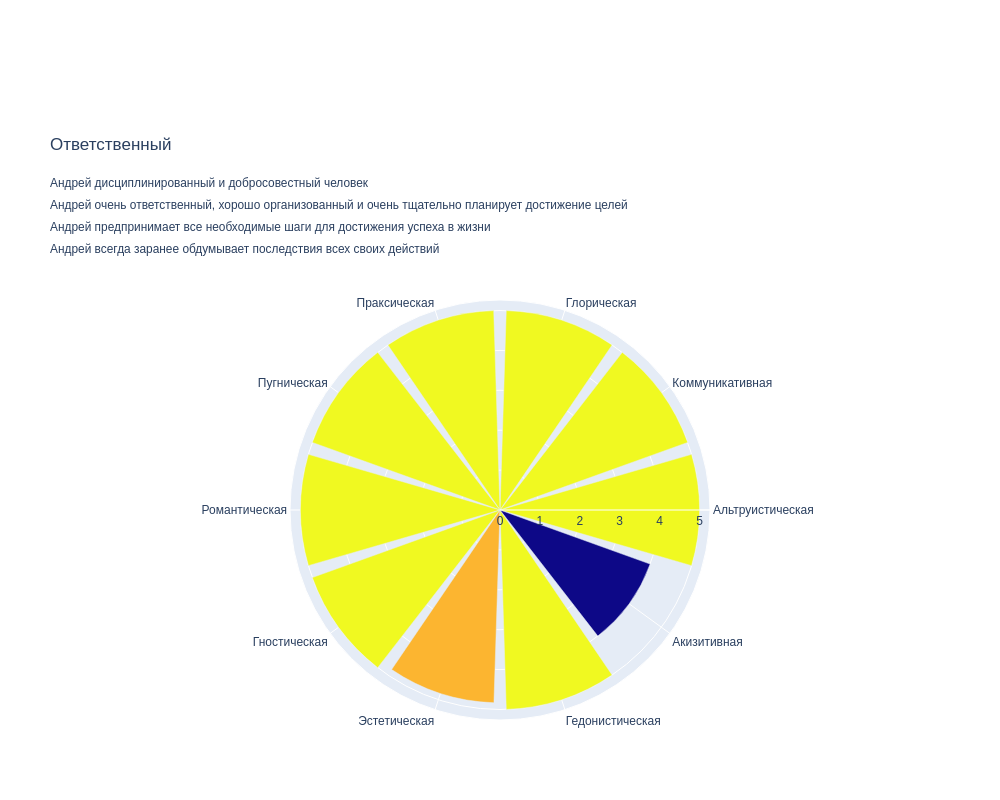 Ответственный
Андрей дисциплинированный и добросовестный человек
Андрей очень ответственный, хорошо организованный и очень тщательно планирует достижение целей
Андрей предпринимает все необходимые шаги для достижения успеха в жизни
Андрей всегда заранее обдумывает последствия всех своих действий
Праксическая
Глорическая
Пугническая
Коммуникативная
Романтическая
Альтруистическая
0 1 2 3 4 5
Гностическая
Акизитивная
Эстетическая
Гедонистическая